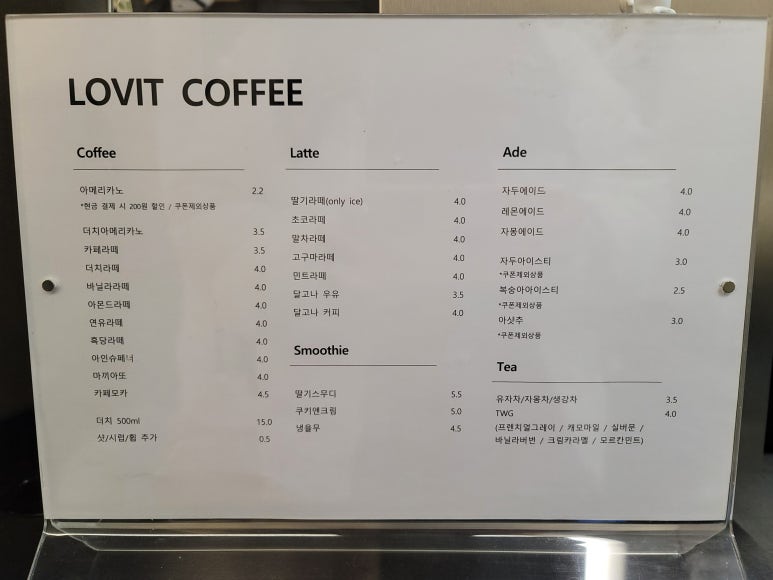 LOVIT COFFEE
Coffee
아메리카노 2.2
*현금 결제 시 200원 할인 / 쿠폰제외상품
더치아메리카노 3.5
카페라떼 3.5
더치라떼 4.0
바닐라라떼 4.0
아몬드라떼 4.0
연유라떼 4.0
흑당라떼 4.0
아인슈페너 4.0
마끼아또 4.0
카페모카 4.5
더치 500ml 15.0
샷/시럽/휩 추가 0.5
Latte
딸기라떼(only ice) 4.0
초코라떼 4.0
말차라떼 4.0
고구마라떼 4.0
민트라떼 4.0
달고나 우유 3.5
달고나 커피 4.0
Smoothie
딸기스무디 5.5
쿠키앤크림 5.0
냉율무 4.5
Ade
자두에이드 4.0
레몬에이드 4.0
자몽에이드 4.0
자두아이스티 3.0
*쿠폰제외상품
복숭아아이스티 2.5
*쿠폰제외상품
아샷추 3.0
*쿠폰제외상품
Tea
유자차/자몽차/생강차 3.5
TWG 4.0
(프렌치얼그레이 / 캐모마일 / 실버문 /
바닐라버번 / 크림카라멜 / 모르칸민트)